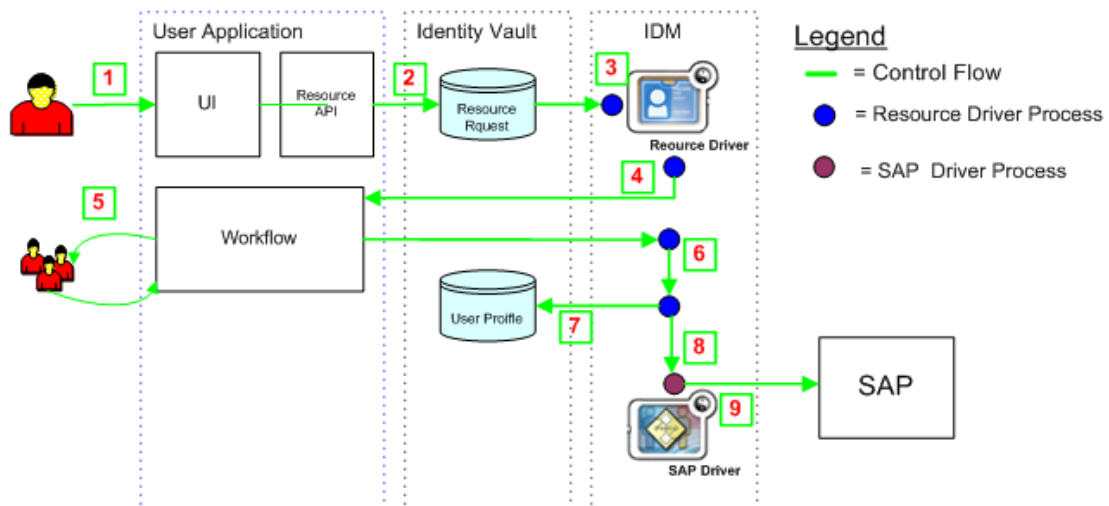 User Application
Identity Vault
IDM
Legend
1
2
3
= Control Flow
UI
Resource
API
Resource
Rquest
= Resource Driver Process
Reource Driver
4
= SAP Driver Process
5
Workflow
6
User Proifle
7
8
SAP
9
SAP Driver